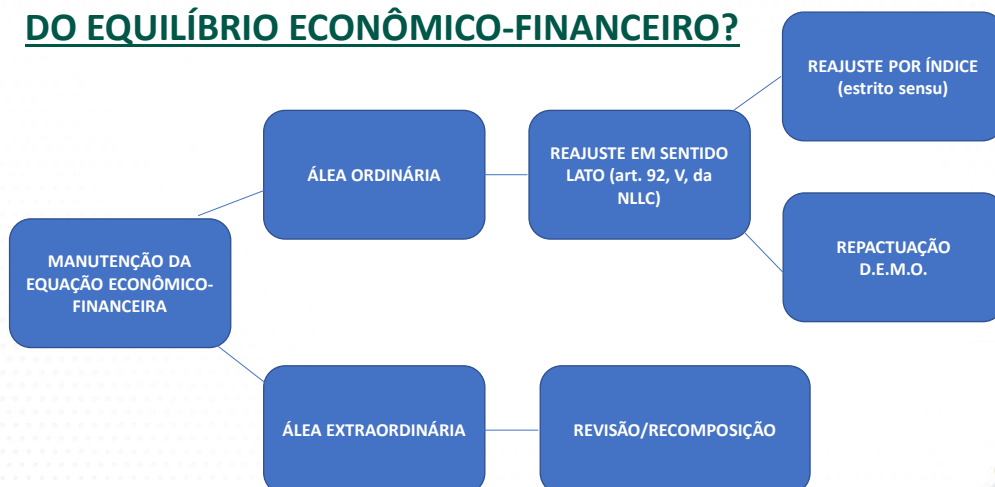 DO EQUILÍBRIO ECONÔMICO-FINANCEIRO?
REAJUSTE POR ÍNDICE
(estrito sensu)
ÁLEA ORDINÁRIA
REAJUSTE EM SENTIDO
LATO (art. 92, V, da
NLLC)
MANUTENÇÃO DA
EQUAÇÃO ECONÔMICO-
FINANCEIRA
REPACTUAÇÃO
D.E.M.O.
ÁLEA EXTRAORDINÁRIA
REVISÃO/RECOMPOSIÇÃO